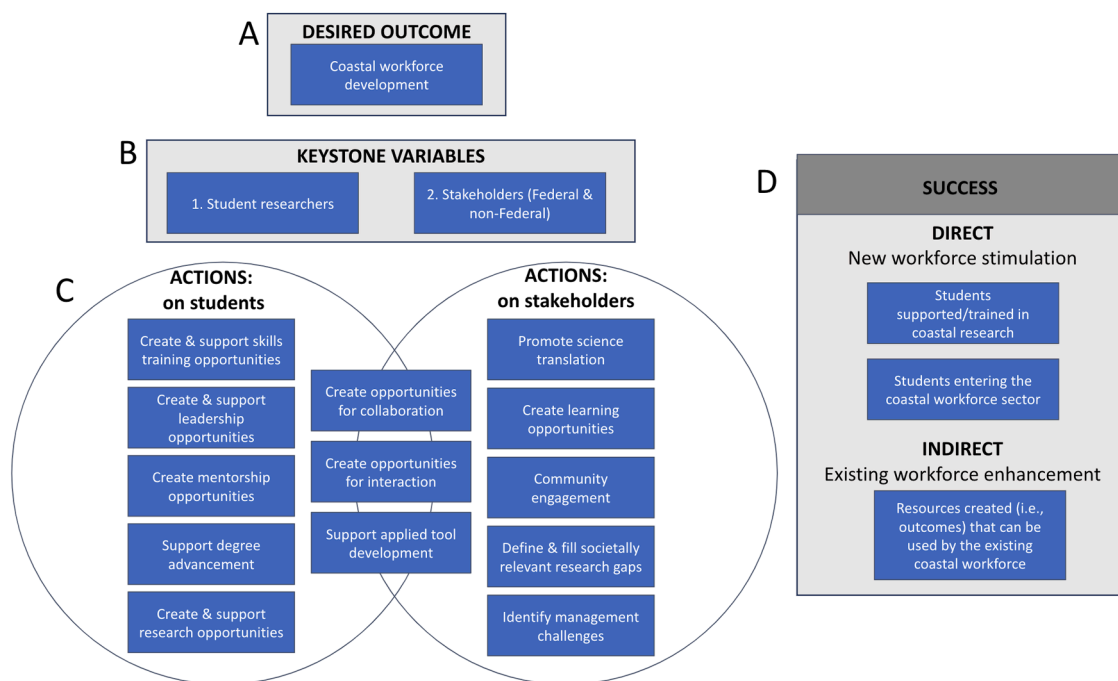 A
DESIRED OUTCOME
Coastal workforce
development
B
KEYSTONE VARIABLES
1. Student researchers
2. Stakeholders (Federal &
non-Federal)
C
ACTIONS:
on students
Create & support skills
training opportunities
Create & support
leadership
opportunities
Create mentorship
opportunities
Support degree
advancement
Create & support
research opportunities
Create opportunities
for collaboration
Create opportunities
for interaction
Support applied tool
development
ACTIONS:
on stakeholders
Promote science
translation
Create learning
opportunities
Community
engagement
Define & fill societally
relevant research gaps
Identify management
challenges
D
SUCCESS
DIRECT
New workforce stimulation
Students
supported/trained in
coastal research
Students entering the
coastal workforce sector
INDIRECT
Existing workforce enhancement
Resources created (i.e.,
outcomes) that can be
used by the existing
coastal workforce